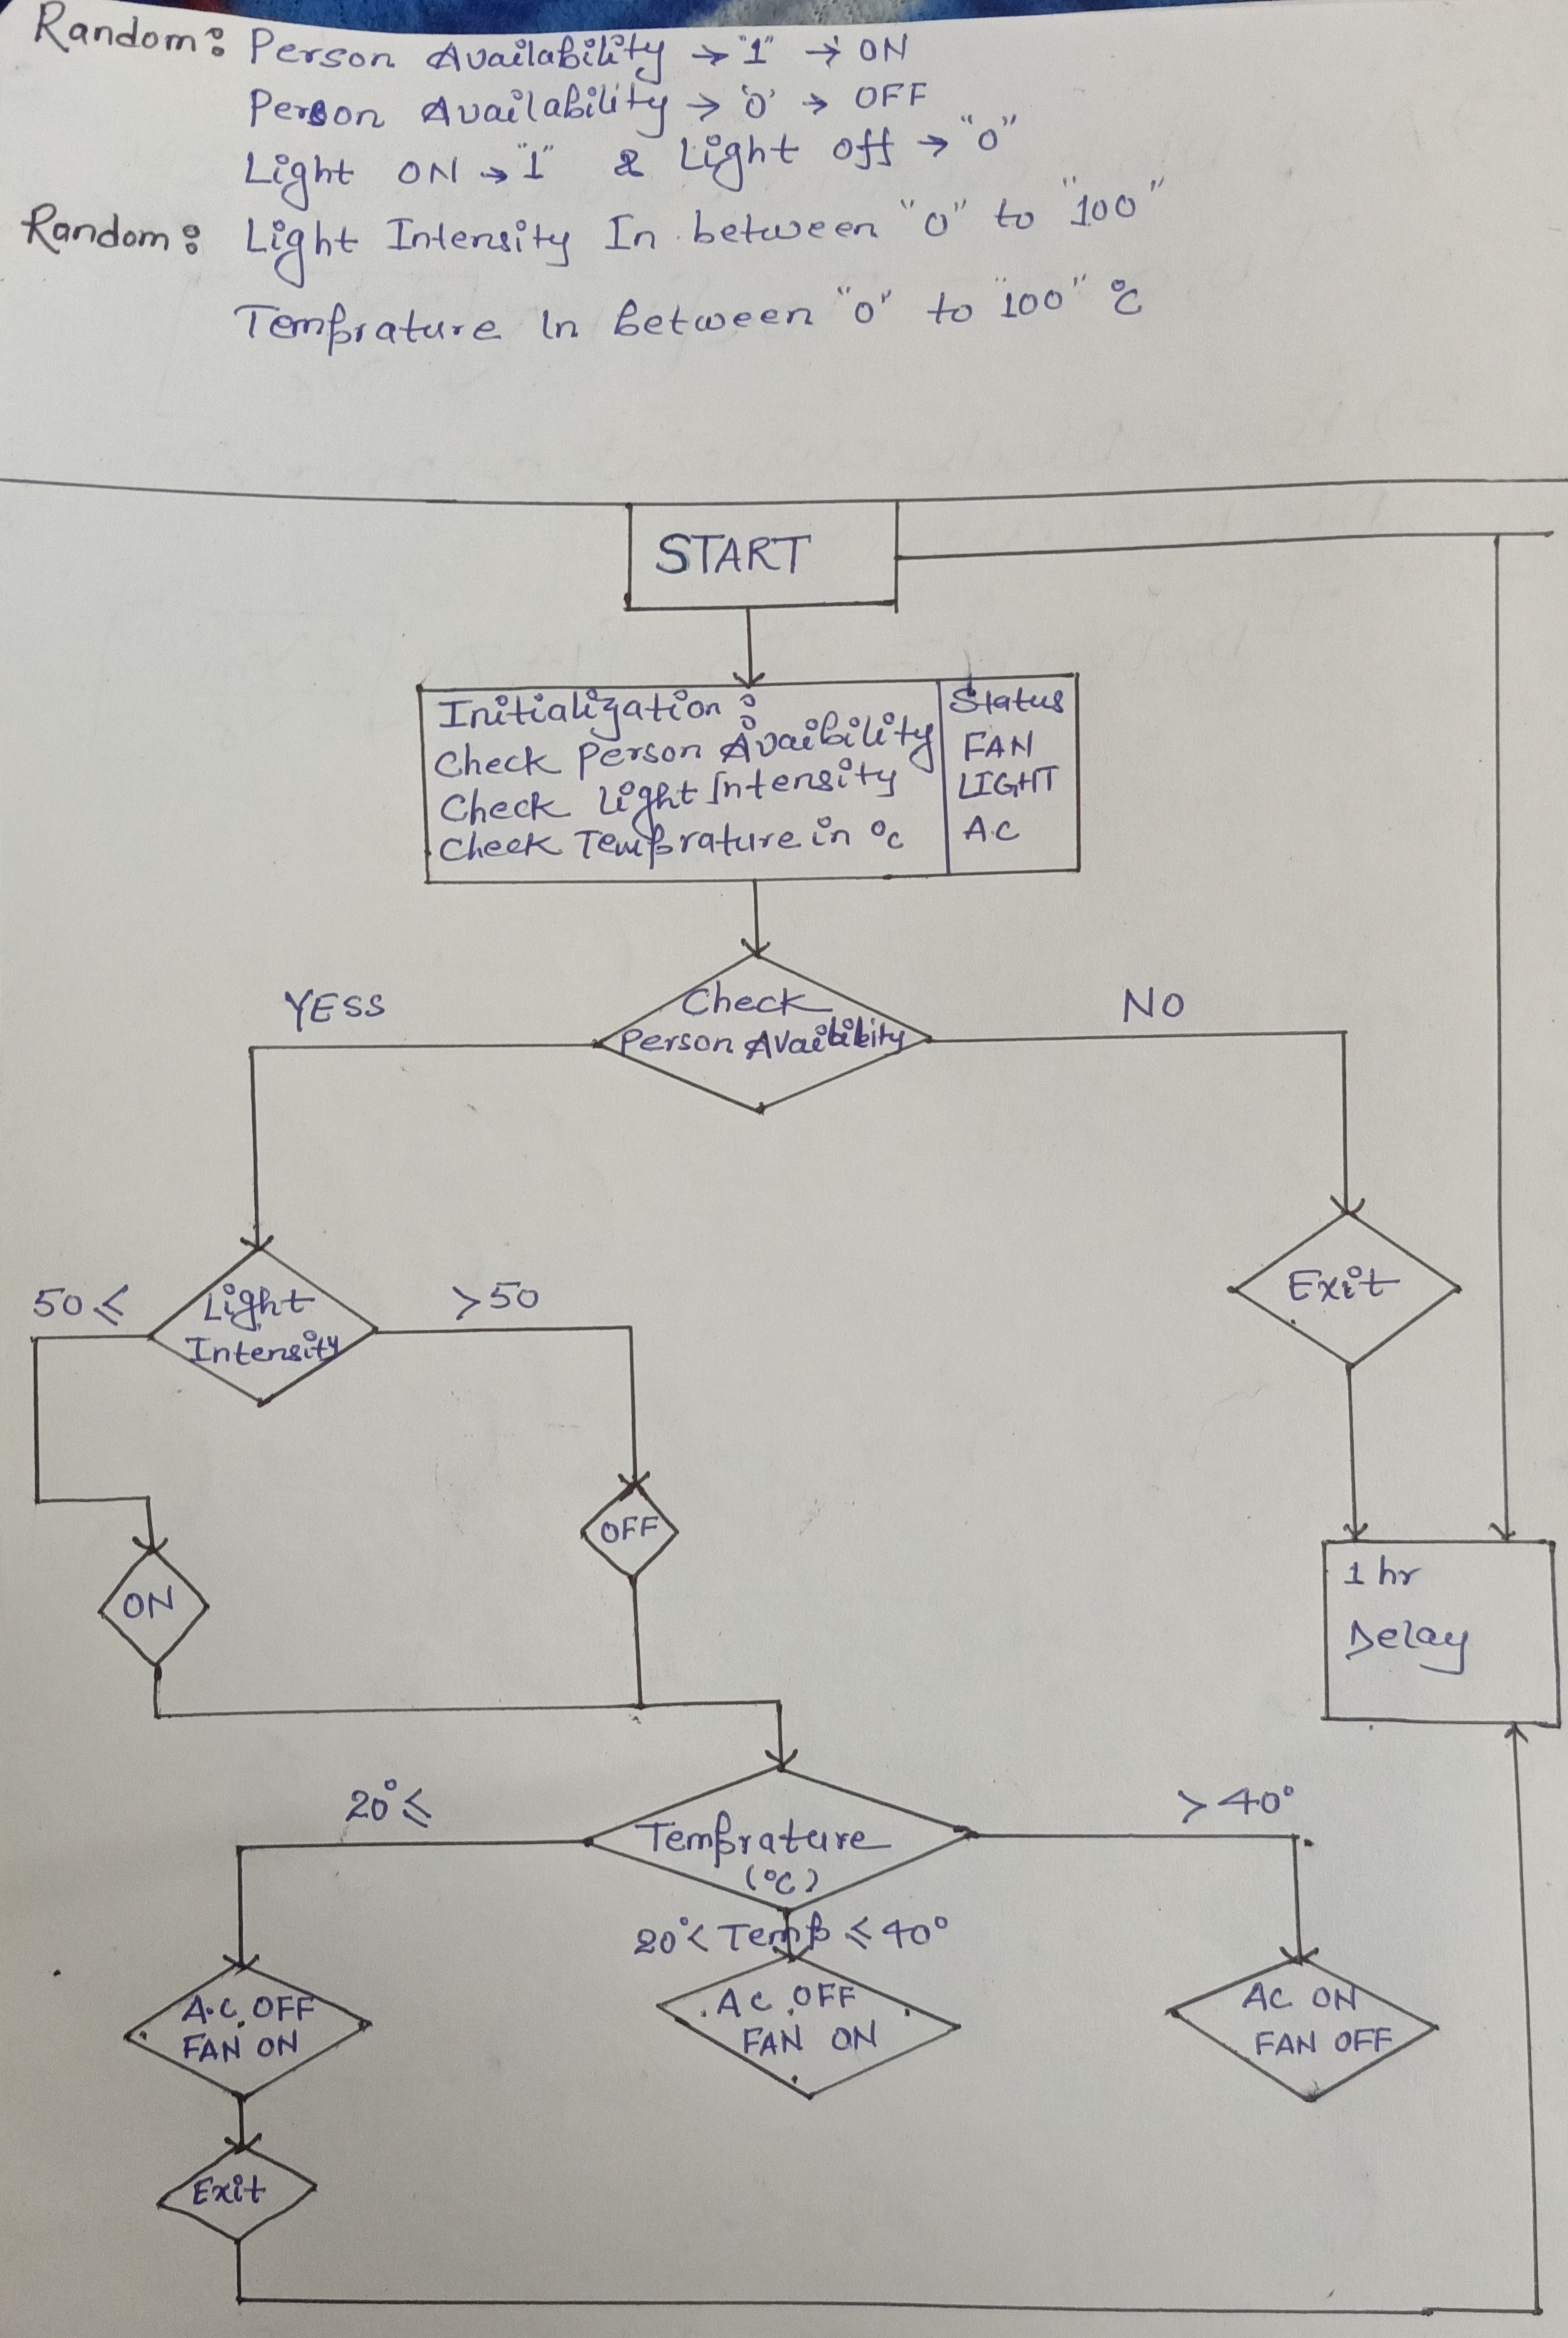 Random: Person Availability → "1" → ON
Person Availability → '0' → OFF
Light ON → "1" & Light off → "0"
Random: Light Intensity In between "0" to "100"
Temprature In between "0" to "100" °C
START
Initialization:
Check Person Avaibility
Check Light Intensity
Check Temprature in °c
Status
FAN
LIGHT
A.C
Check
Person Avaibility
YESS
NO
Light
Intensity
50 ≤
>50
Exit
OFF
ON
1 hr
Delay
Temprature
(°C)
20° ≤
20° < Temp ≤ 40°
> 40°
A.C. OFF
FAN ON
AC OFF
FAN ON
AC ON
FAN OFF
Exit